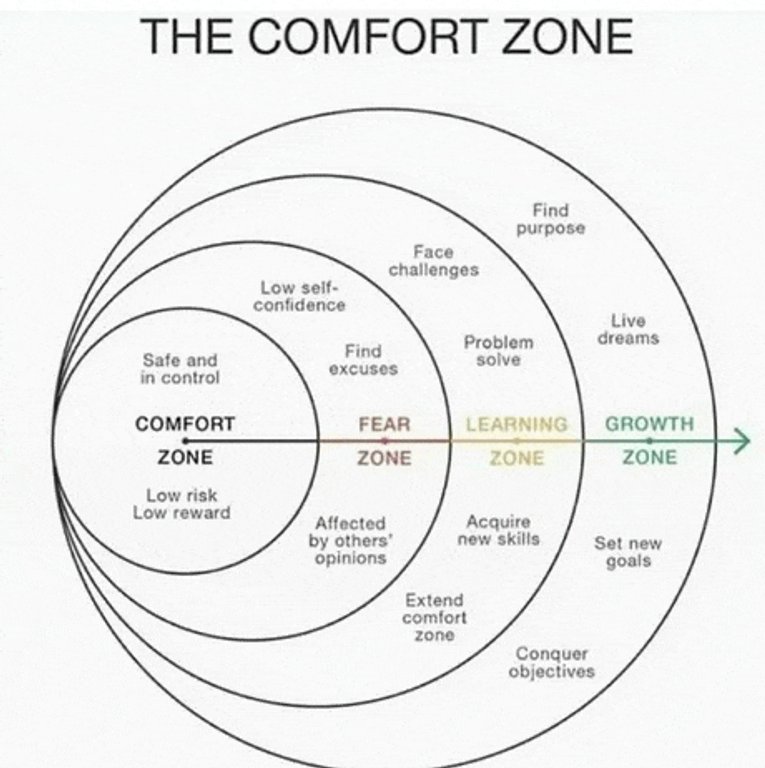 THE COMFORT ZONE
Find
purpose
Face
challenges
Low self-
confidence
Live
dreams
Problem
solve
Find
excuses
Safe and
in control
COMFORT
ZONE
FEAR
ZONE
LEARNING
ZONE
GROWTH
ZONE
Low risk
Low reward
Affected
by others'
opinions
Acquire
new skills
Set new
goals
Extend
comfort
zone
Conquer
objectives